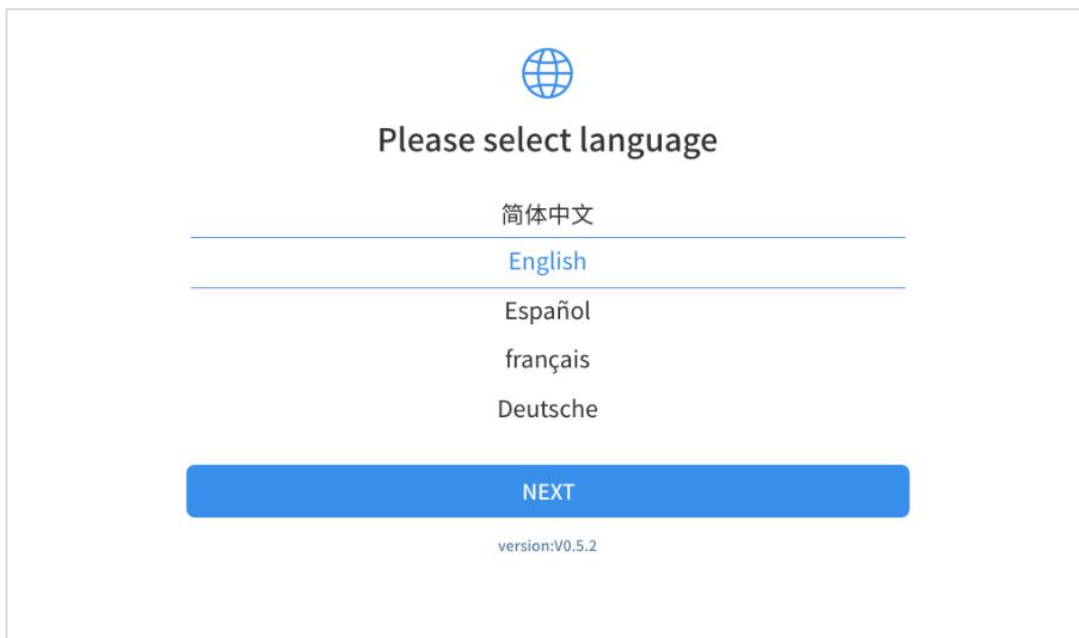 Please select language
简体中文
English
Español
français
Deutsche
NEXT
version:V0.5.2